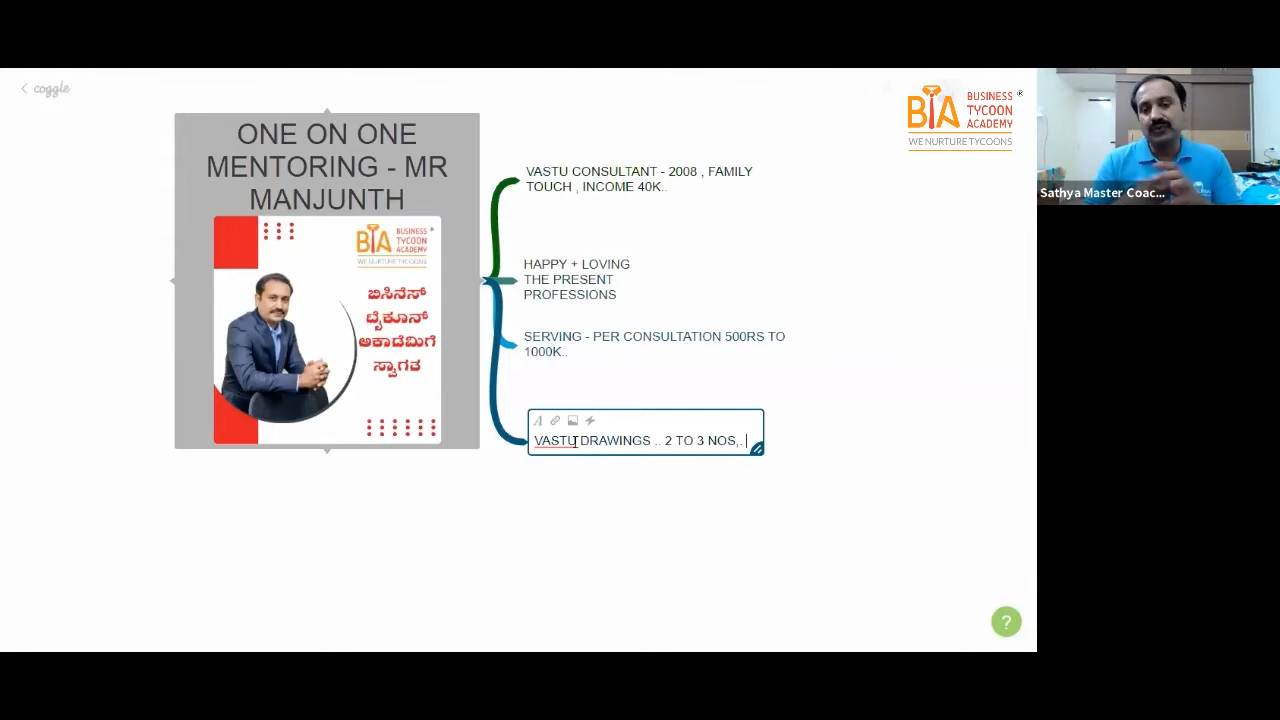 coggle
ONE ON ONE
MENTORING - MR
MANJUNTH
BUSINESS
TYCOON
ACADEMY
WE NURTURE TYCOONS
ಬಿಸಿನೆಸ್
ಟೈಕೂನ್
ಅಕಾಡೆಮಿಗೆ
ಸ್ವಾಗತ
VASTU CONSULTANT - 2008 , FAMILY
TOUCH , INCOME 40K..
HAPPY + LOVING
THE PRESENT
PROFESSIONS
SERVING - PER CONSULTATION 500RS TO
1000K..
VASTU DRAWINGS .. 2 TO 3 NOS,.
BTA BUSINESS ®
TYCOON
ACADEMY
WE NURTURE TYCOONS
Sathya Master Coac...
?